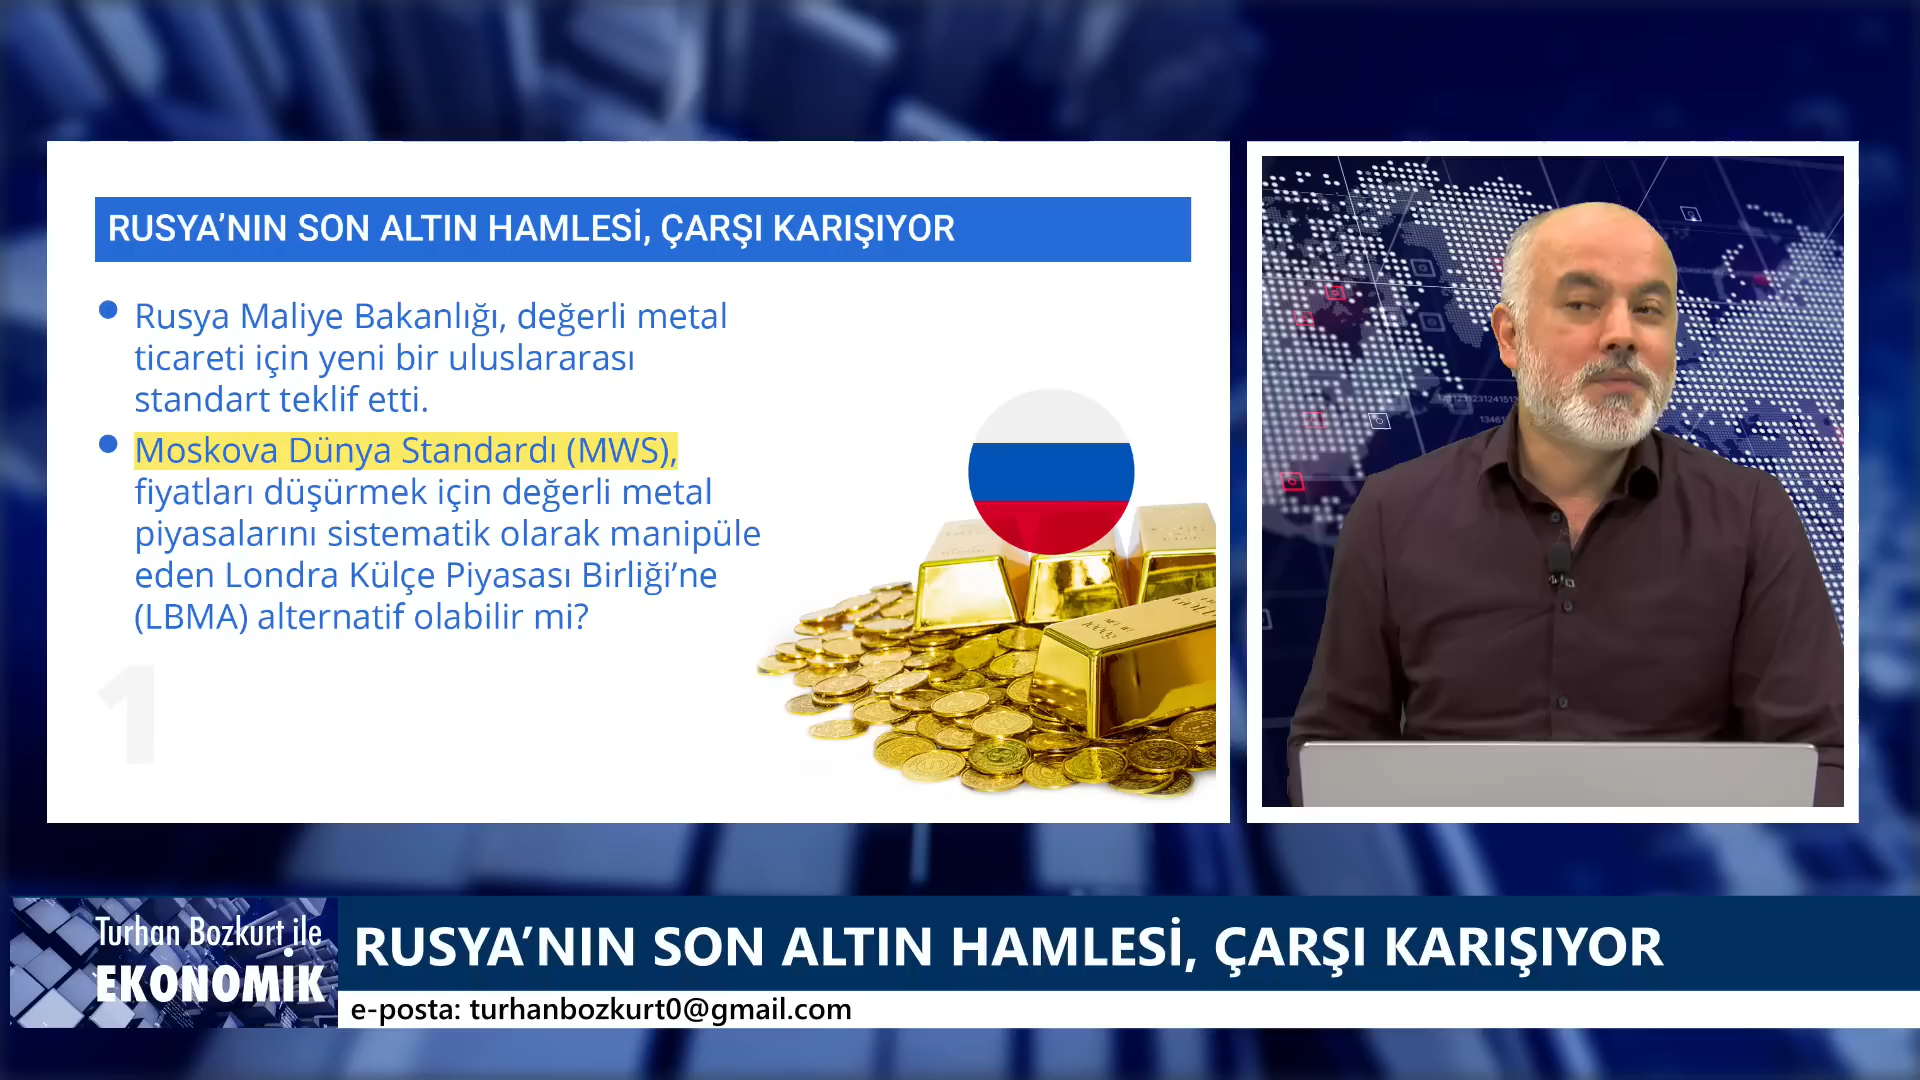 RUSYA’NIN SON ALTIN HAMLESİ, ÇARŞI KARIŞIYOR
Rusya Maliye Bakanlığı, değerli metal
ticareti için yeni bir uluslararası
standart teklif etti.
Moskova Dünya Standardı (MWS),
fiyatları düşürmek için değerli metal
piyasalarını sistematik olarak manipüle
eden Londra Külçe Piyasası Birliği’ne
(LBMA) alternatif olabilir mi?
1
Turhan Bozkurt ile
EKONOMİK
RUSYA’NIN SON ALTIN HAMLESİ, ÇARŞI KARIŞIYOR
e-posta: turhanbozkurt0@gmail.com